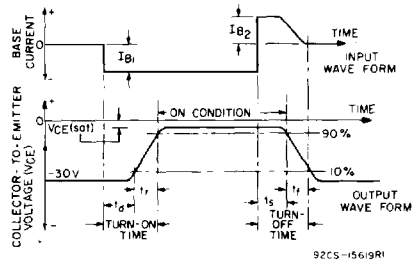 BASE
CURRENT
+
0
-
IB1
IB2
TIME
INPUT
WAVE FORM
COLLECTOR-TO-EMITTER
VOLTAGE (VCE)
+
0
VCE(sat)
ON CONDITION
TIME
90%
-30V
10%
-
td
tr
ts
tf
TURN-ON
TIME
TURN-
OFF
TIME
OUTPUT
WAVE FORM
92CS-15619R1